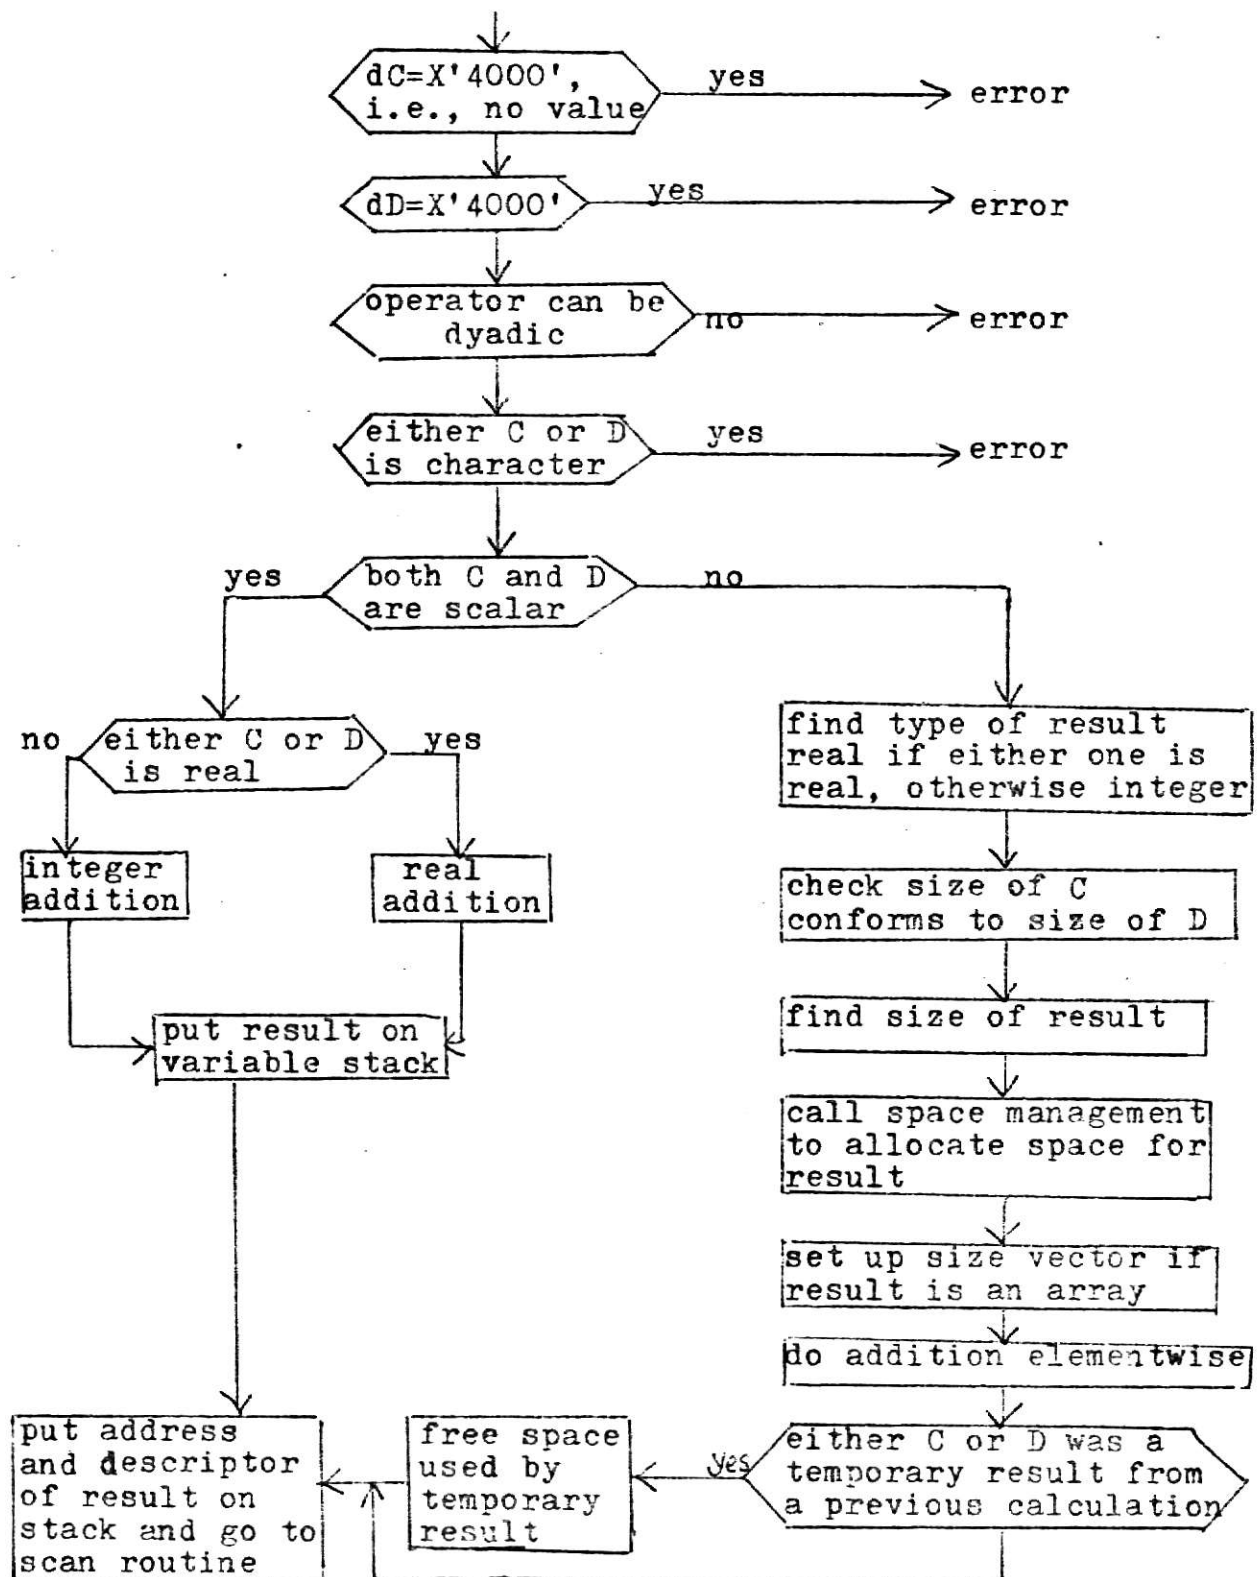 dC=X'4000',
i.e., no value
yes
error
dD=X'4000'
yes
error
operator can be
dyadic
no
error
either C or D
is character
yes
error
yes
both C and D
are scalar
no
no
either C or D
is real
yes
integer
addition
real
addition
put result on
variable stack
find type of result
real if either one is
real, otherwise integer
check size of C
conforms to size of D
find size of result
call space management
to allocate space for
result
set up size vector if
result is an array
do addition elementwise
either C or D was a
temporary result from
a previous calculation
yes
free space
used by
temporary
result
put address
and descriptor
of result on
stack and go to
scan routine